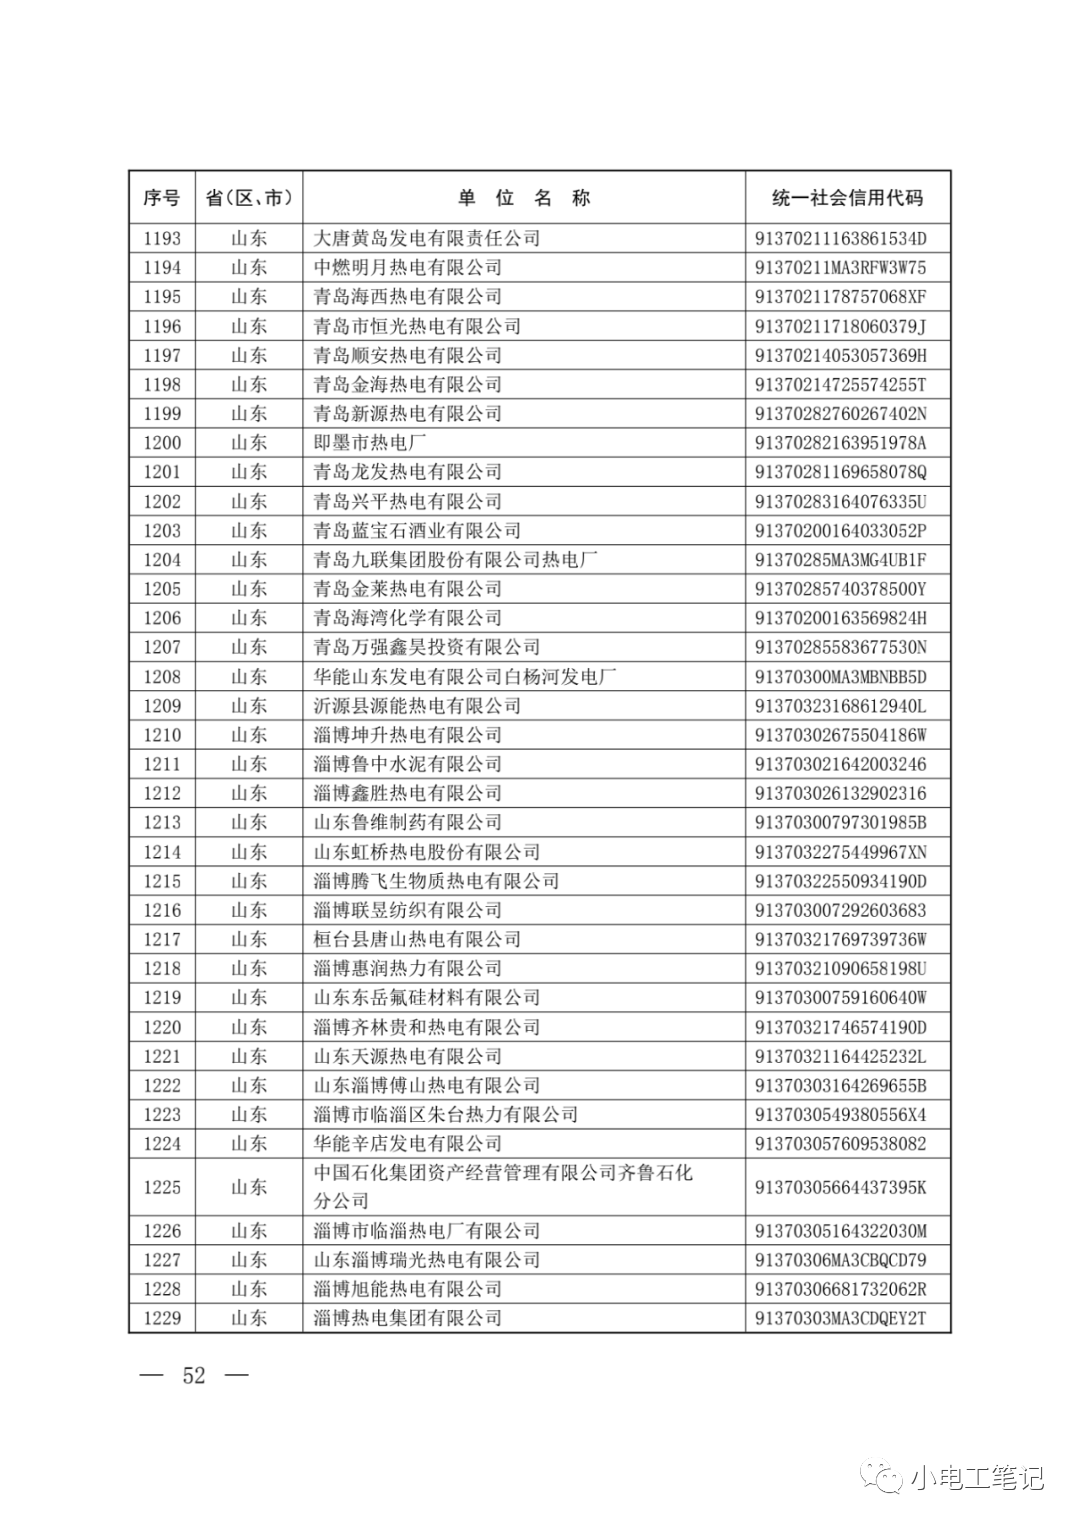 序号 省（区、市） 单位名称 统一社会信用代码
1193 山东 大唐黄岛发电有限责任公司 91370211163861534D
1194 山东 中燃明月热电有限公司 91370211MA3RFW3W75
1195 山东 青岛海西热电有限公司 9137021178757068XF
1196 山东 青岛市恒光热电有限公司 91370211718060379J
1197 山东 青岛顺安热电有限公司 91370214053057369H
1198 山东 青岛金海热电有限公司 91370214725574255T
1199 山东 青岛新源热电有限公司 91370282760267402N
1200 山东 即墨市热电厂 91370282163951978A
1201 山东 青岛龙发热电有限公司 91370281169658078Q
1202 山东 青岛兴平热电有限公司 91370283164076335U
1203 山东 青岛蓝宝石酒业有限公司 91370200164033052P
1204 山东 青岛九联集团股份有限公司热电厂 91370285MA3MG4UB1F
1205 山东 青岛金莱热电有限公司 91370285740378500Y
1206 山东 青岛海湾化学有限公司 91370200163569824H
1207 山东 青岛万强鑫昊投资有限公司 91370285583677530N
1208 山东 华能山东发电有限公司白杨河发电厂 91370300MA3MBNBB5D
1209 山东 沂源县源能热电有限公司 91370323168612940L
1210 山东 淄博坤升热电有限公司 91370302675504186W
1211 山东 淄博鲁中水泥有限公司 913703021642003246
1212 山东 淄博鑫胜热电有限公司 913703026132902316
1213 山东 山东鲁维制药有限公司 91370300797301985B
1214 山东 山东虹桥热电股份有限公司 9137032275449967XN
1215 山东 淄博腾飞生物质热电有限公司 91370322550934190D
1216 山东 淄博联昱纺织有限公司 913703007292603683
1217 山东 桓台县唐山热电有限公司 91370321769739736W
1218 山东 淄博惠润热力有限公司 91370321090658198U
1219 山东 山东东岳氟硅材料有限公司 91370300759160640W
1220 山东 淄博齐林贵和热电有限公司 91370321746574190D
1221 山东 山东天源热电有限公司 91370321164425232L
1222 山东 山东淄博傅山热电有限公司 91370303164269655B
1223 山东 淄博市临淄区朱台热力有限公司 9137030549380556X4
1224 山东 华能辛店发电有限公司 913703057609538082
1225 山东 中国石化集团资产经营管理有限公司齐鲁石化 91370305664437395K
分公司
1226 山东 淄博市临淄热电厂有限公司 91370305164322030M
1227 山东 山东淄博瑞光热电有限公司 91370306MA3CBQCD79
1228 山东 淄博旭能热电有限公司 91370306681732062R
1229 山东 淄博热电集团有限公司 91370303MA3CDQEY2T
— 52 —
小电工笔记